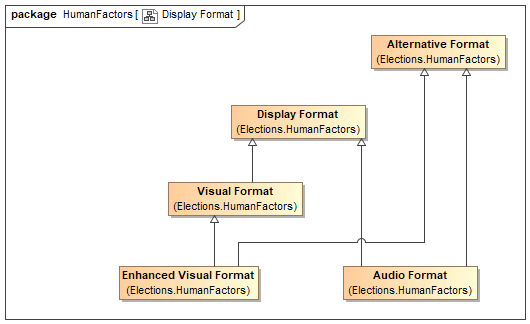 package HumanFactors [ Display Format ]
Alternative Format
(Elections.HumanFactors)
Display Format
(Elections.HumanFactors)
Visual Format
(Elections.HumanFactors)
Enhanced Visual Format
(Elections.HumanFactors)
Audio Format
(Elections.HumanFactors)